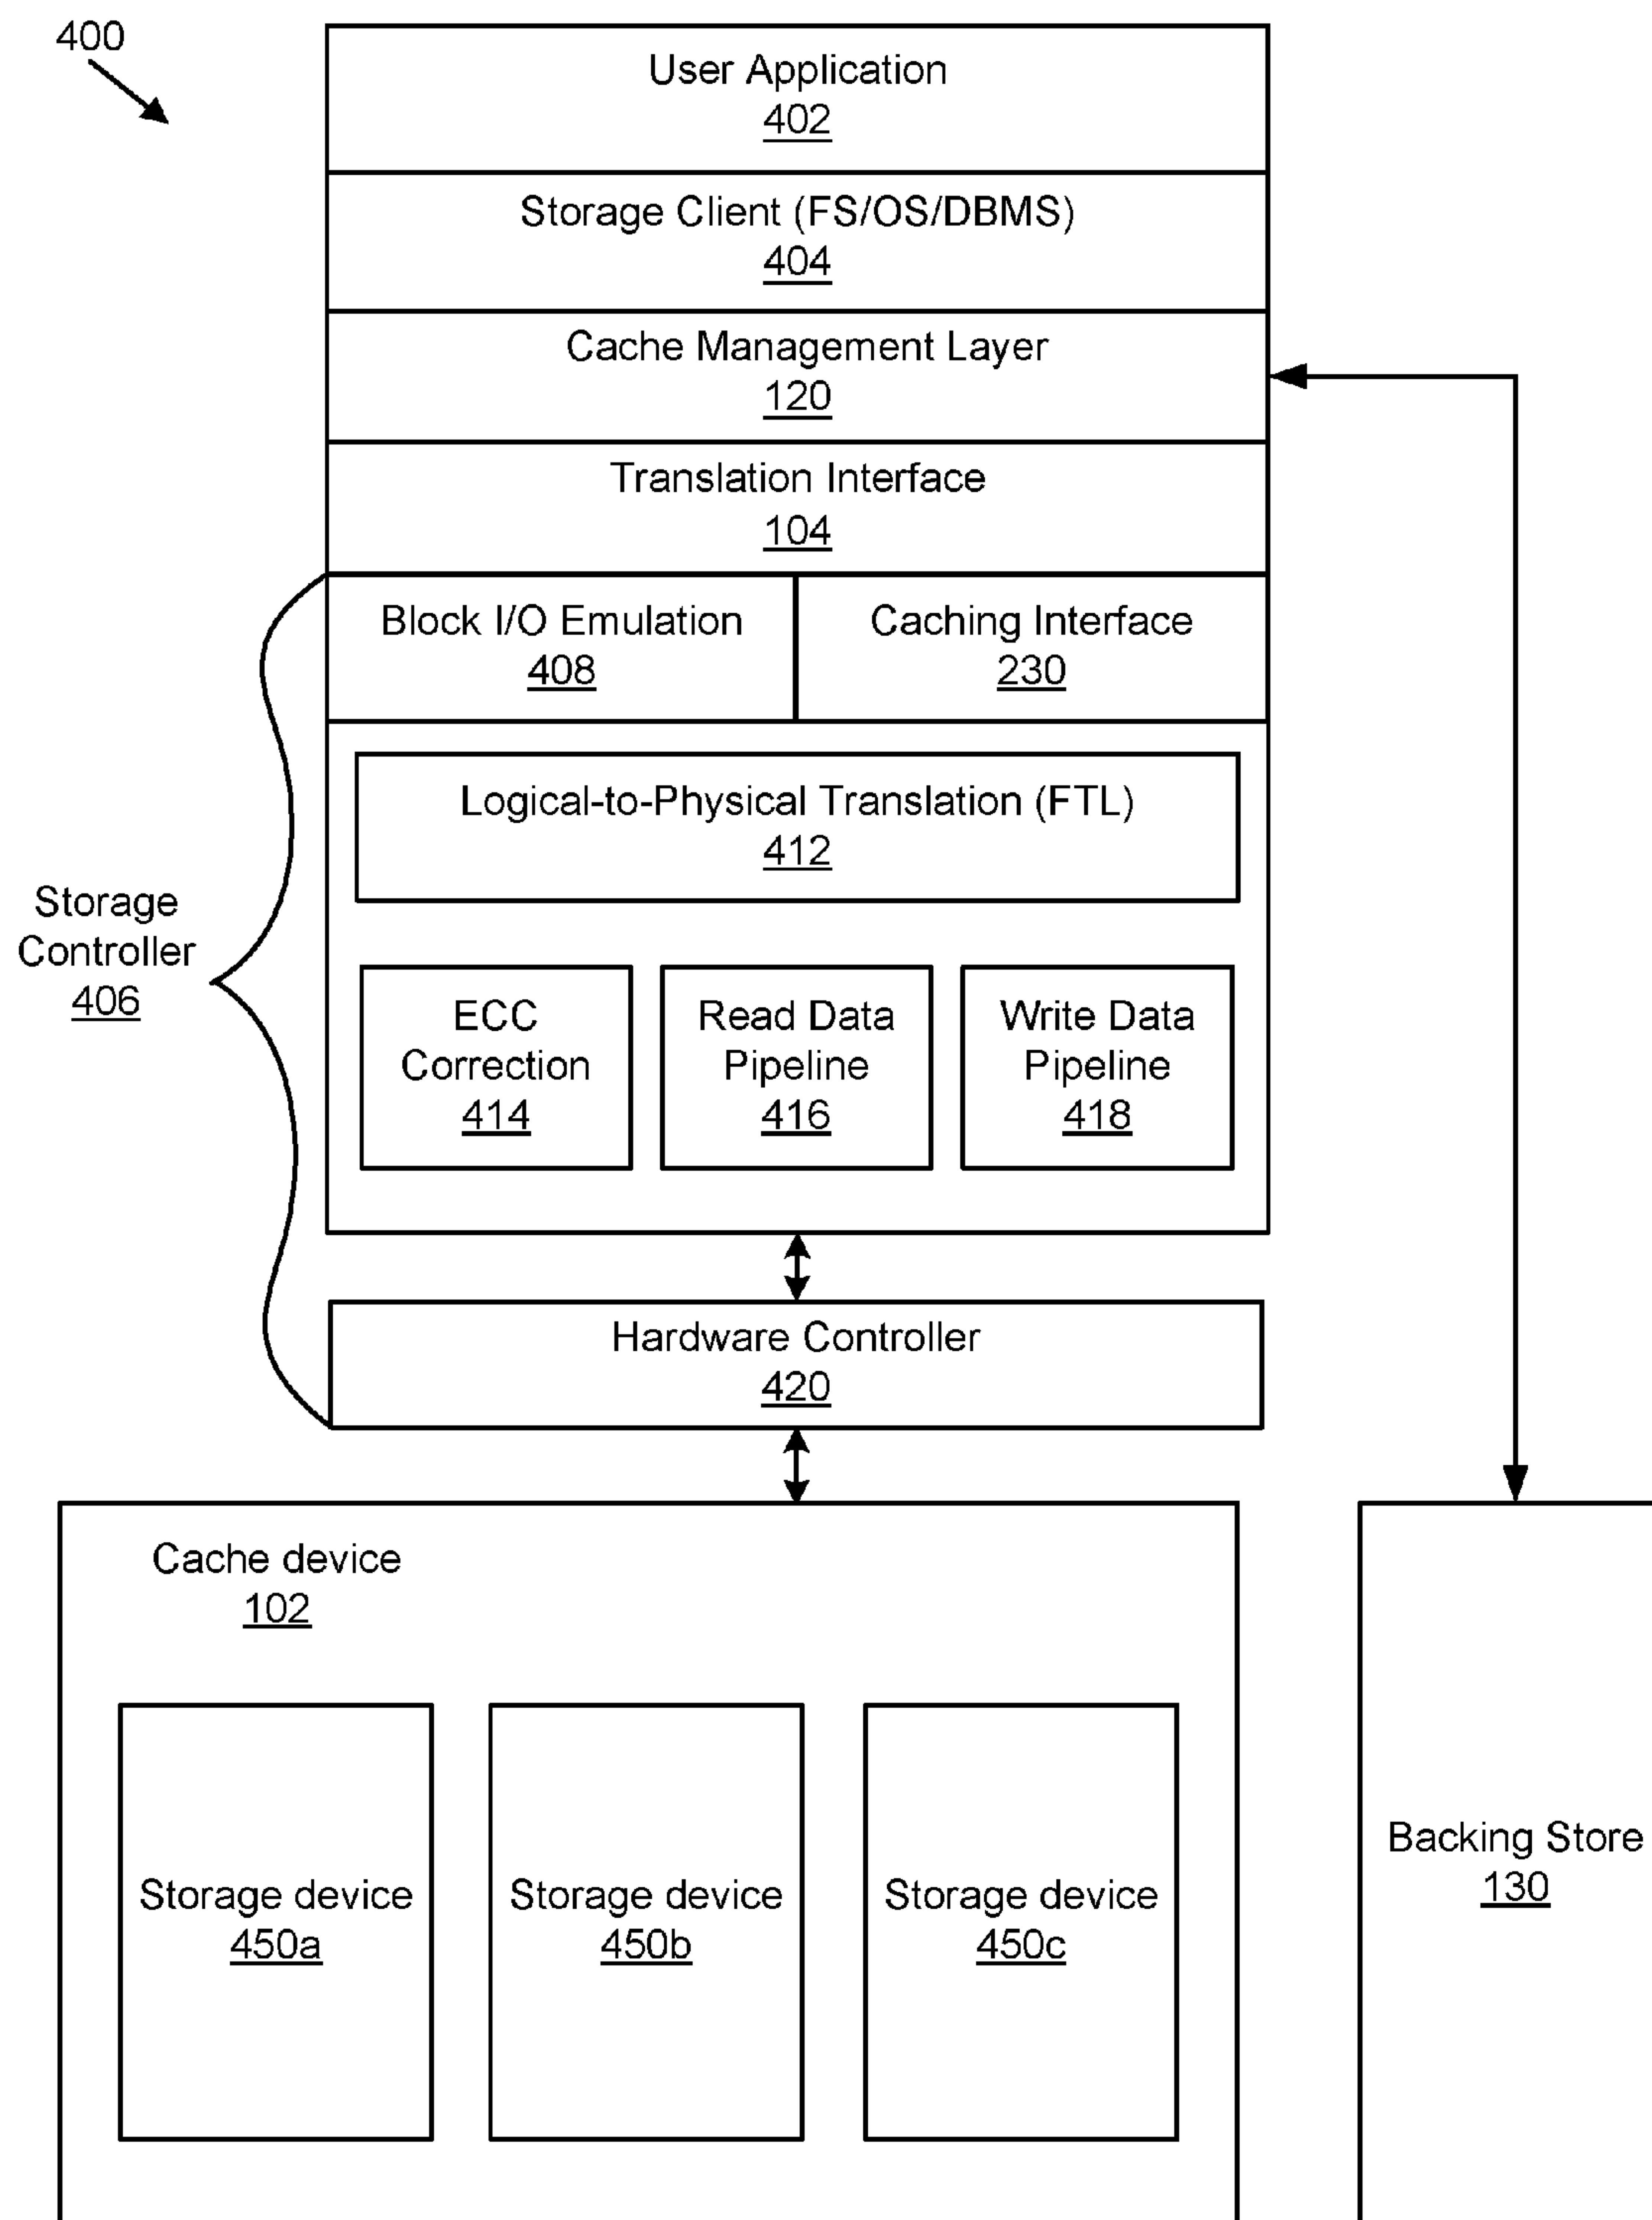 400
User Application
402
Storage Client (FS/OS/DBMS)
404
Cache Management Layer
120
Translation Interface
104
Block I/O Emulation
408
Caching Interface
230
Logical-to-Physical Translation (FTL)
412
Storage
Controller
406
ECC
Correction
414
Read Data
Pipeline
416
Write Data
Pipeline
418
Hardware Controller
420
Cache device
102
Storage device
450a
Storage device
450b
Storage device
450c
Backing Store
130